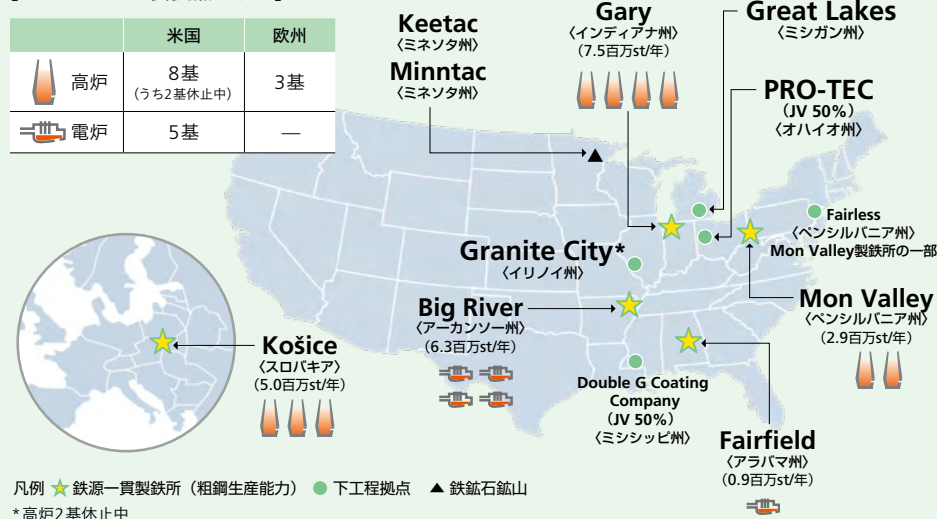 米国 欧州
高炉 8基
(うち2基休止中) 3基
電炉 5基 —
Keetac
〈ミネソタ州〉
Minntac
〈ミネソタ州〉
Gary
〈インディアナ州〉
(7.5百万st/年)
Great Lakes
〈ミシガン州〉
PRO-TEC
(JV 50%)
〈オハイオ州〉
Fairless
〈ペンシルバニア州〉
Mon Valley製鉄所の一部
Granite City*
〈イリノイ州〉
Big River
〈アーカンソー州〉
(6.3百万st/年)
Mon Valley
〈ペンシルバニア州〉
(2.9百万st/年)
Košice
〈スロバキア〉
(5.0百万st/年)
Double G Coating
Company
(JV 50%)
〈ミシシッピ州〉
Fairfield
〈アラバマ州〉
(0.9百万st/年)
凡例 ★ 鉄源一貫製鉄所（粗鋼生産能力） ● 下工程拠点 ▲ 鉄鉱石鉱山
*高炉2基休止中